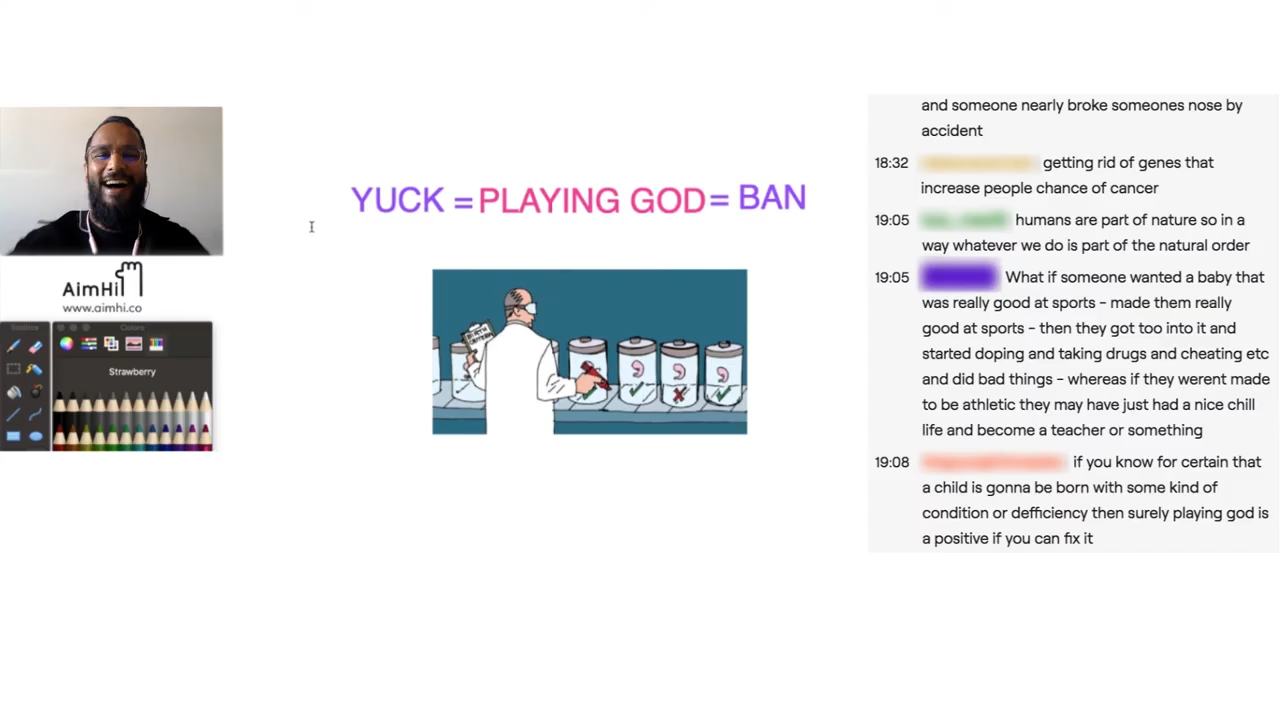 YUCK = PLAYING GOD = BAN
AimHi
www.aimhi.co
Colors
Strawberry
and someone nearly broke someones nose by
accident
18:32 getting rid of genes that
increase people chance of cancer
19:05 humans are part of nature so in a
way whatever we do is part of the natural order
19:05 What if someone wanted a baby that
was really good at sports - made them really
good at sports - then they got too into it and
started doping and taking drugs and cheating etc
and did bad things - whereas if they werent made
to be athletic they may have just had a nice chill
life and become a teacher or something
19:08 if you know for certain that
a child is gonna be born with some kind of
condition or defficiency then surely playing god is
a positive if you can fix it